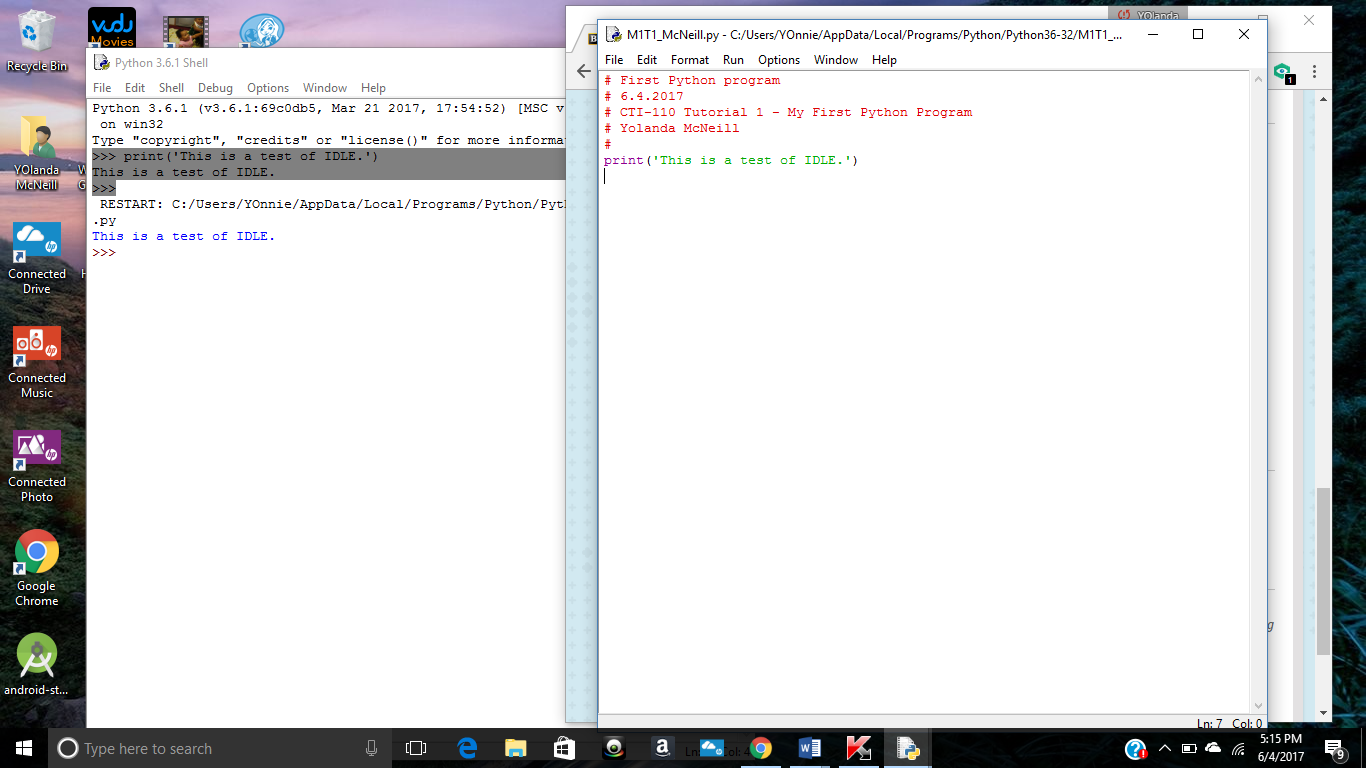 Recycle Bin
vudu
Movies
YOlanda
McNeill
Connected
Drive
Connected
Music
Connected
Photo
Google
Chrome
android-st...
Python 3.6.1 Shell
File Edit Shell Debug Options Window Help
Python 3.6.1 (v3.6.1:69c0db5, Mar 21 2017, 17:54:52) [MSC v
on win32
Type "copyright", "credits" or "license()" for more informa
>>> print('This is a test of IDLE.')
This is a test of IDLE.
>>>
RESTART: C:/Users/YOnnie/AppData/Local/Programs/Python/Pyt
.py
This is a test of IDLE.
>>>
YOlanda
M1T1_McNeill.py - C:/Users/YOnnie/AppData/Local/Programs/Python/Python36-32/M1T1_...
File Edit Format Run Options Window Help
# First Python program
# 6.4.2017
# CTI-110 Tutorial 1 - My First Python Program
# Yolanda McNeill
#
print('This is a test of IDLE.')
Ln: 7 Col: 0
1
hp
hp
hp
Type here to search
5:15 PM
6/4/2017
9